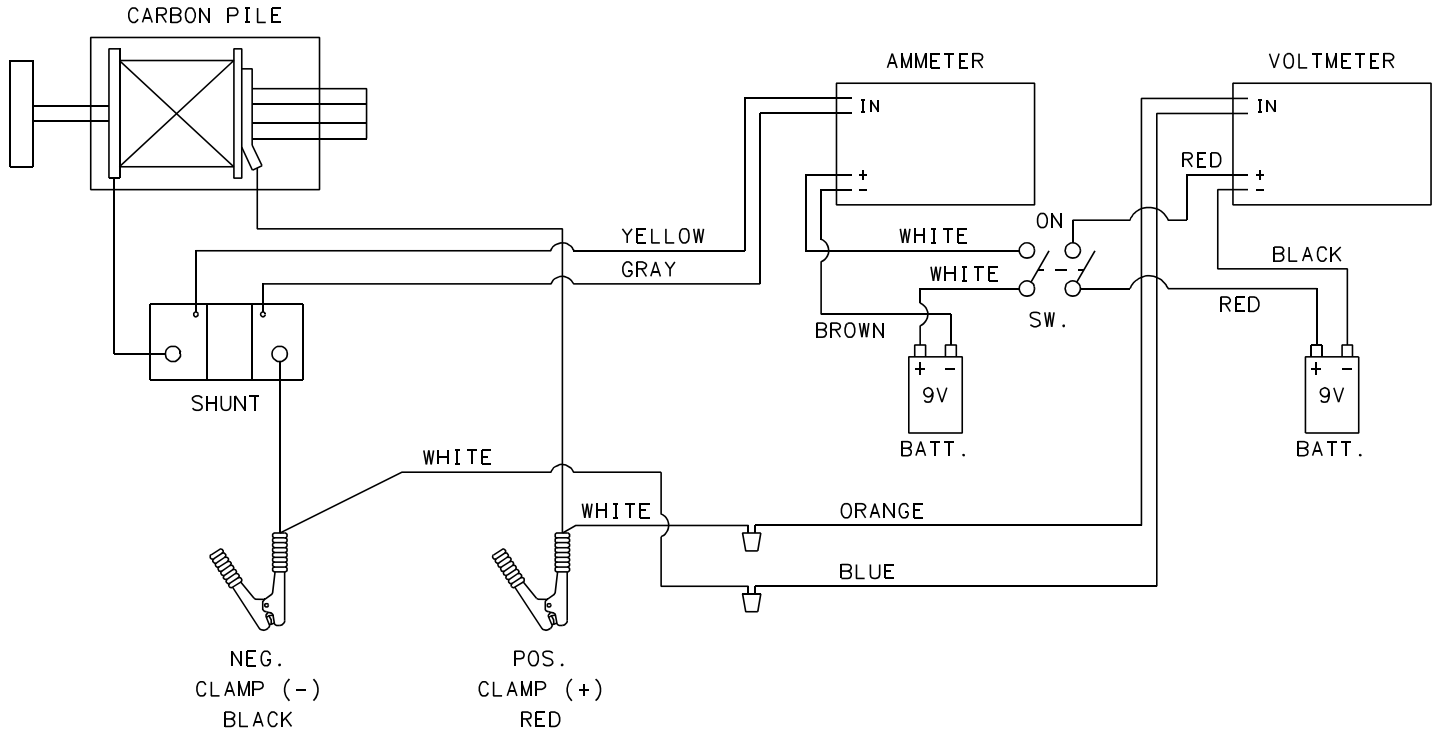 CARBON PILE
AMMETER
VOLTMETER
IN
IN
RED
+
-
+
-
ON
YELLOW
WHITE
BLACK
GRAY
WHITE
RED
SW.
BROWN
+ -
9V
BATT.
+ -
9V
BATT.
SHUNT
WHITE
WHITE
ORANGE
BLUE
NEG.
CLAMP (-)
BLACK
POS.
CLAMP (+)
RED